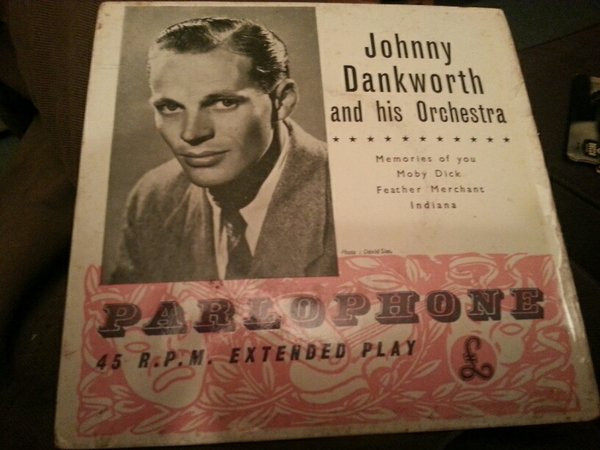 Johnny
Dankworth
and his Orchestra
Memories of you
Moby Dick
Feather Merchant
Indiana
PARLOPHONE
45 R.P.M. EXTENDED PLAY
£